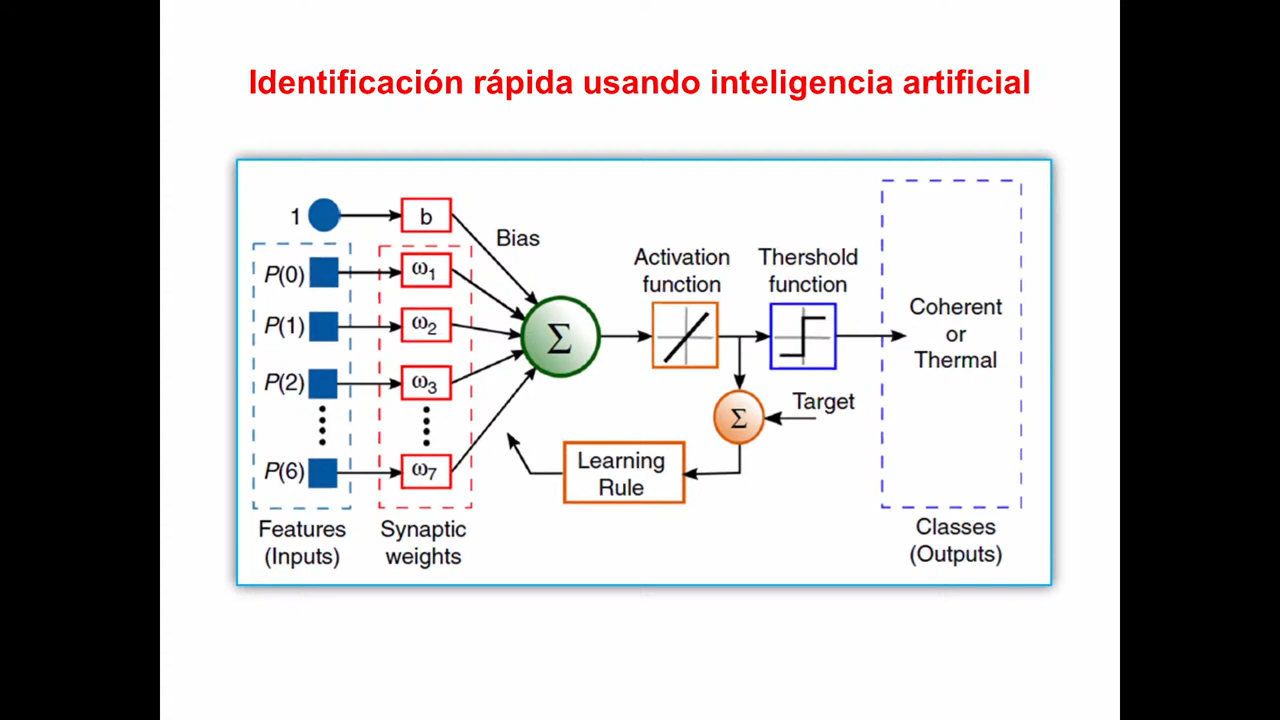 Identificación rápida usando inteligencia artificial
1
b
Bias
P(0)
ω1
P(1)
ω2
P(2)
ω3
P(6)
ω7
Features
(Inputs)
Synaptic
weights
Σ
Activation
function
Thershold
function
Σ
Target
Learning
Rule
Coherent
or
Thermal
Classes
(Outputs)